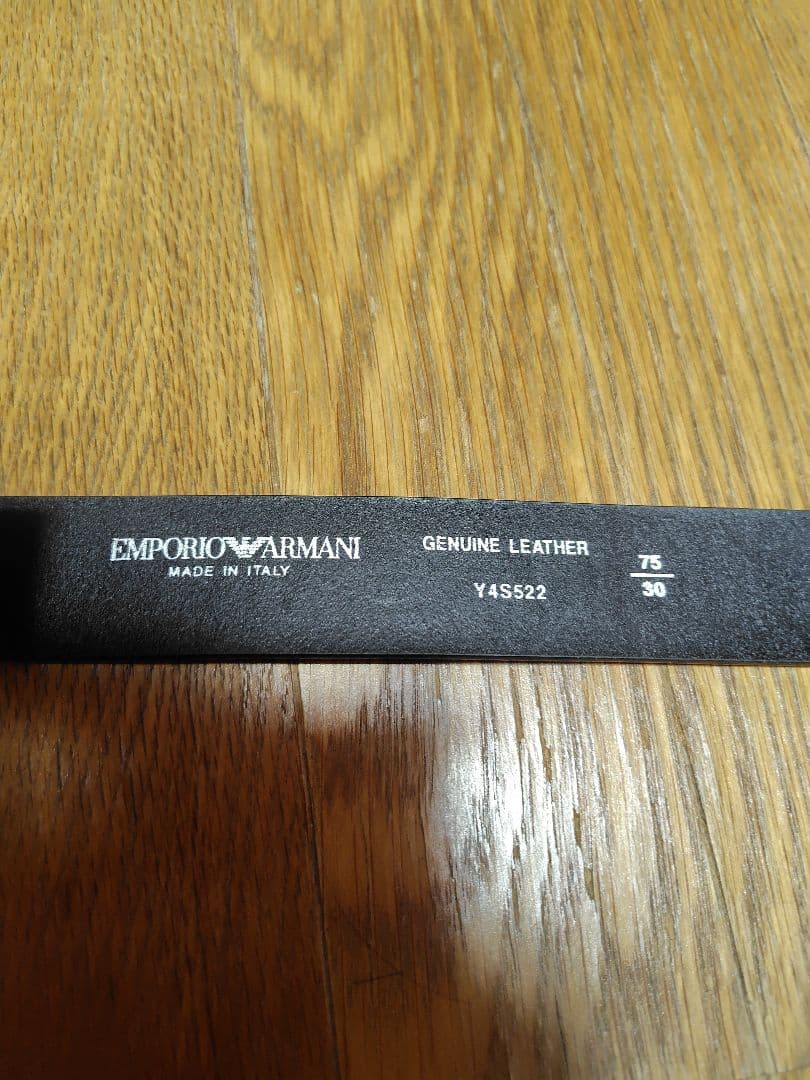 EMPORIO ARMANI
MADE IN ITALY
GENUINE LEATHER
Y4S522
75
30